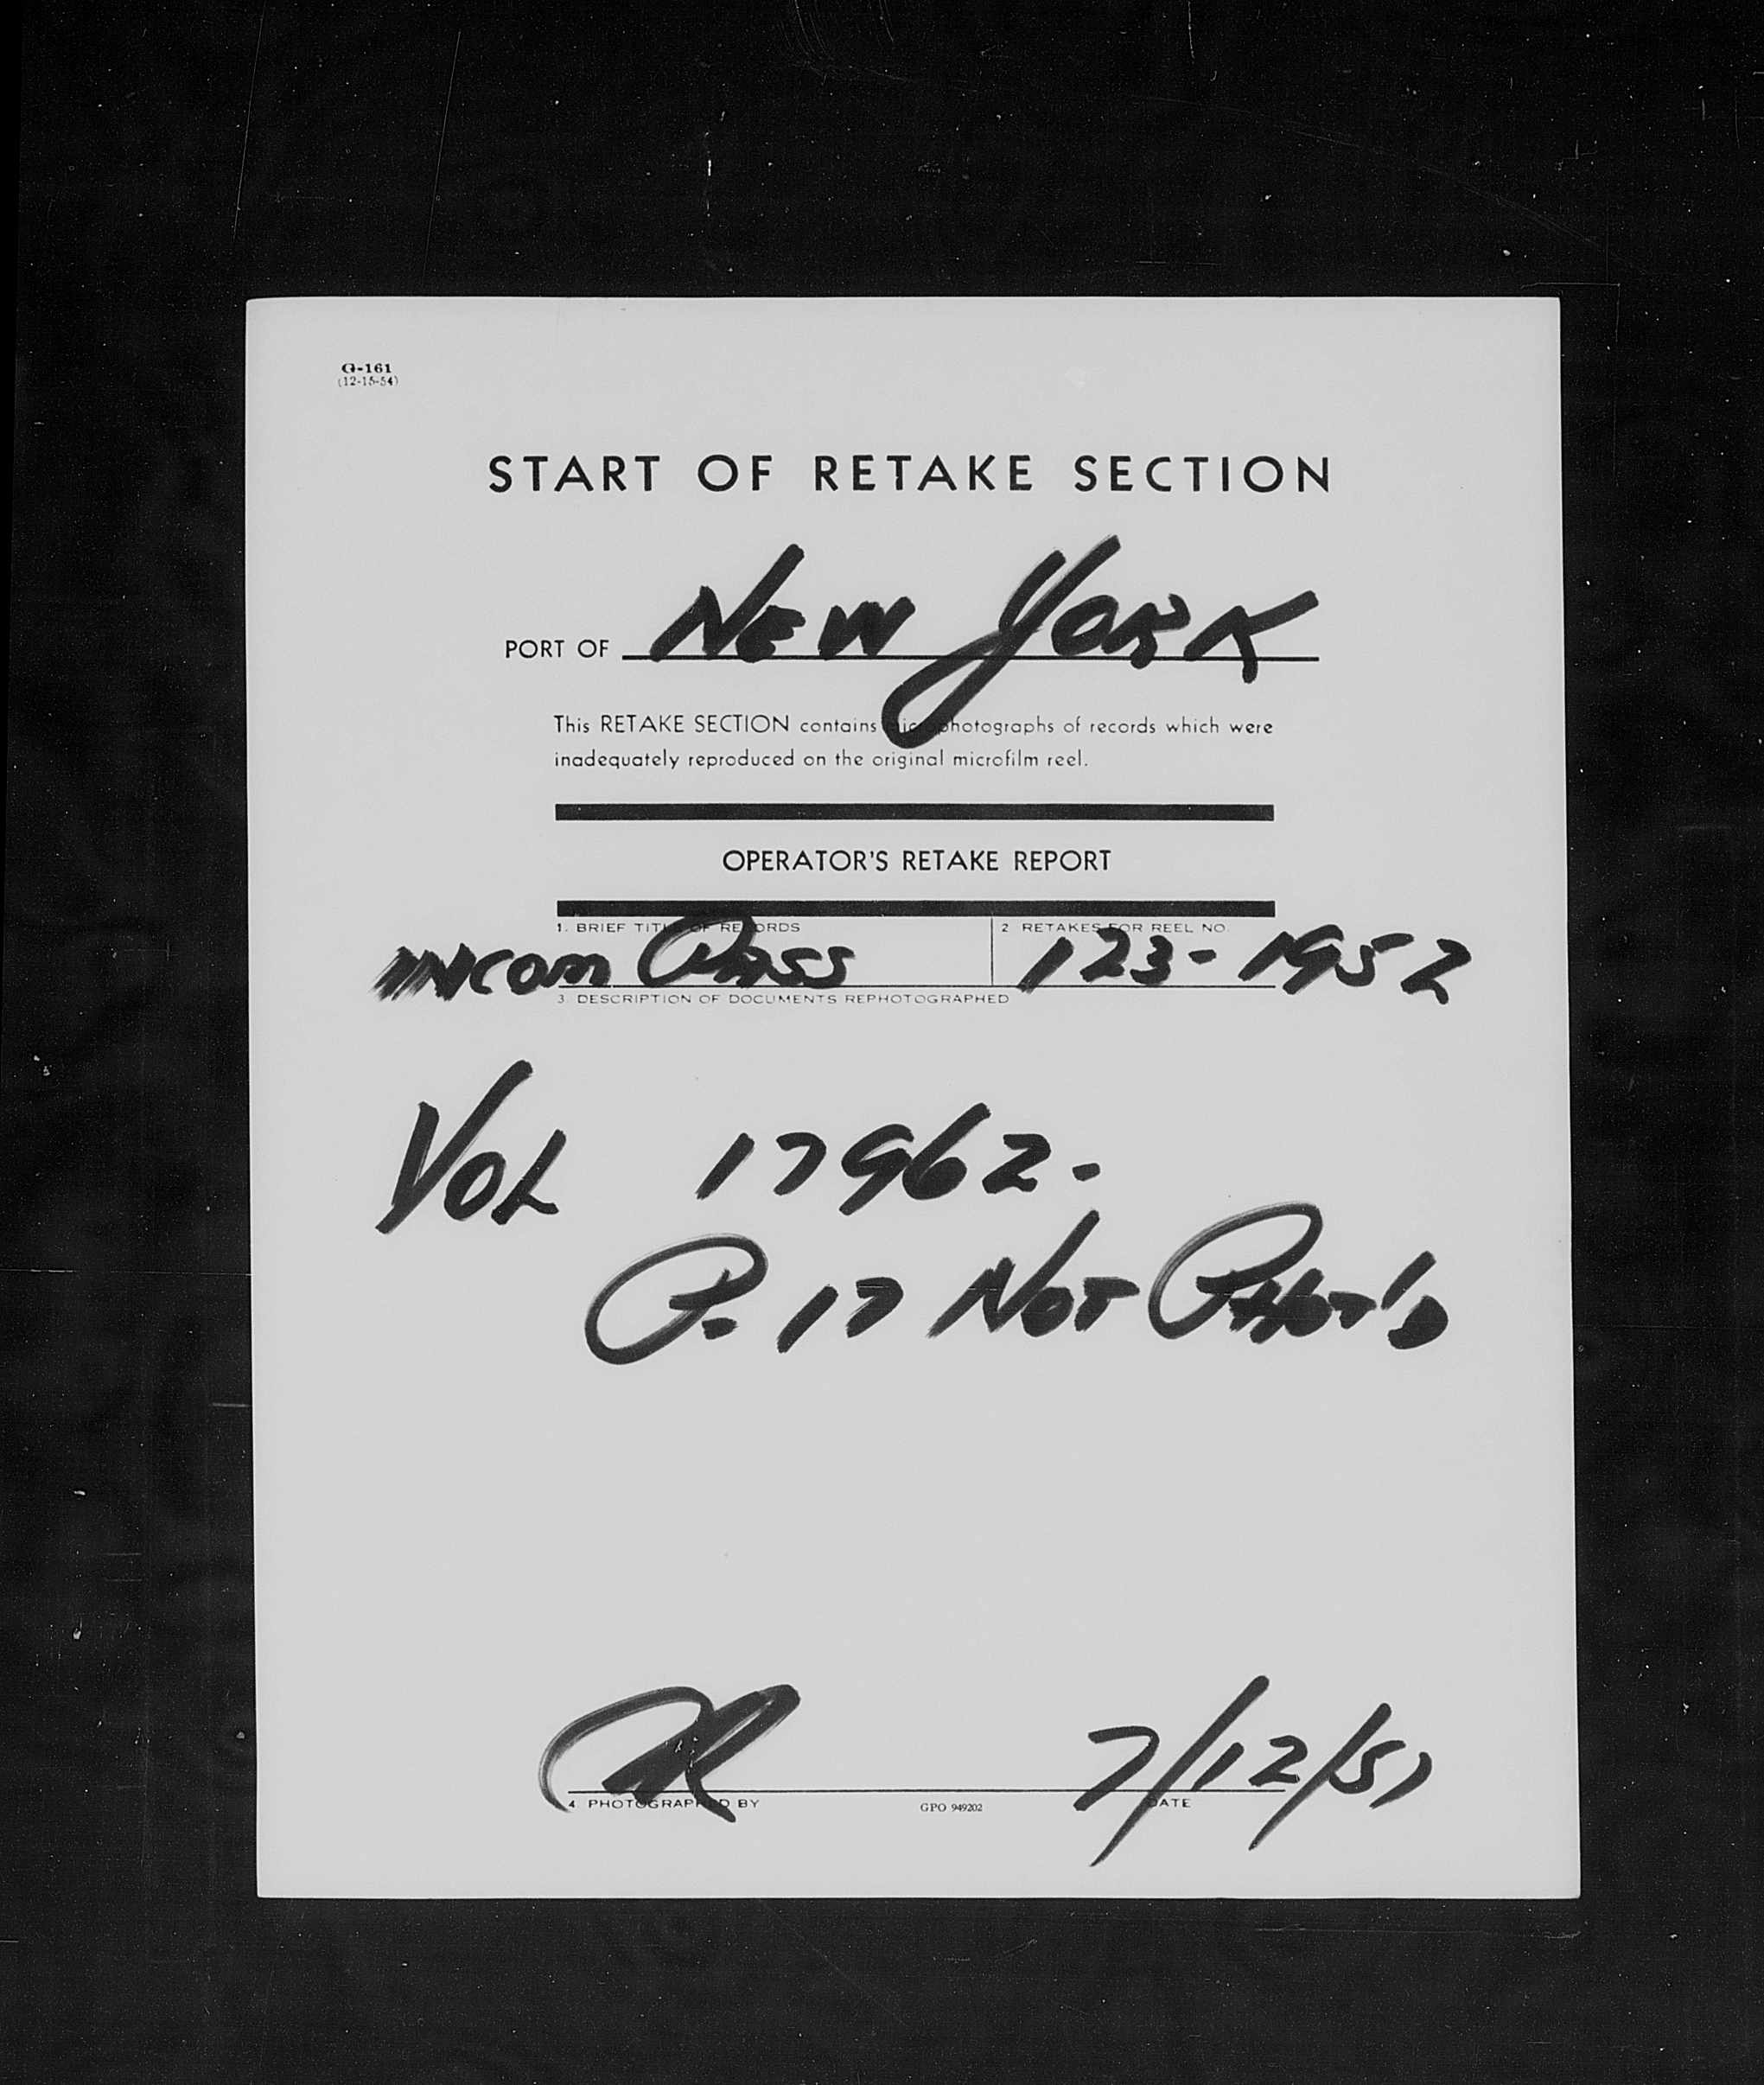 G-161
(12-15-54)
START OF RETAKE SECTION
PORT OF NEW YORK
This RETAKE SECTION contains microphotographs of records which were
inadequately reproduced on the original microfilm reel.
OPERATOR'S RETAKE REPORT
1. BRIEF TITLE OF RECORDS 2 RETAKES FOR REEL NO.
INCOM PASS 123-1952
3 DESCRIPTION OF DOCUMENTS REPHOTOGRAPHED
VOL 17962-
P. 17 NOT PHOTO'D
7/12/57
4 PHOTOGRAPHED BY GPO 949202 DATE